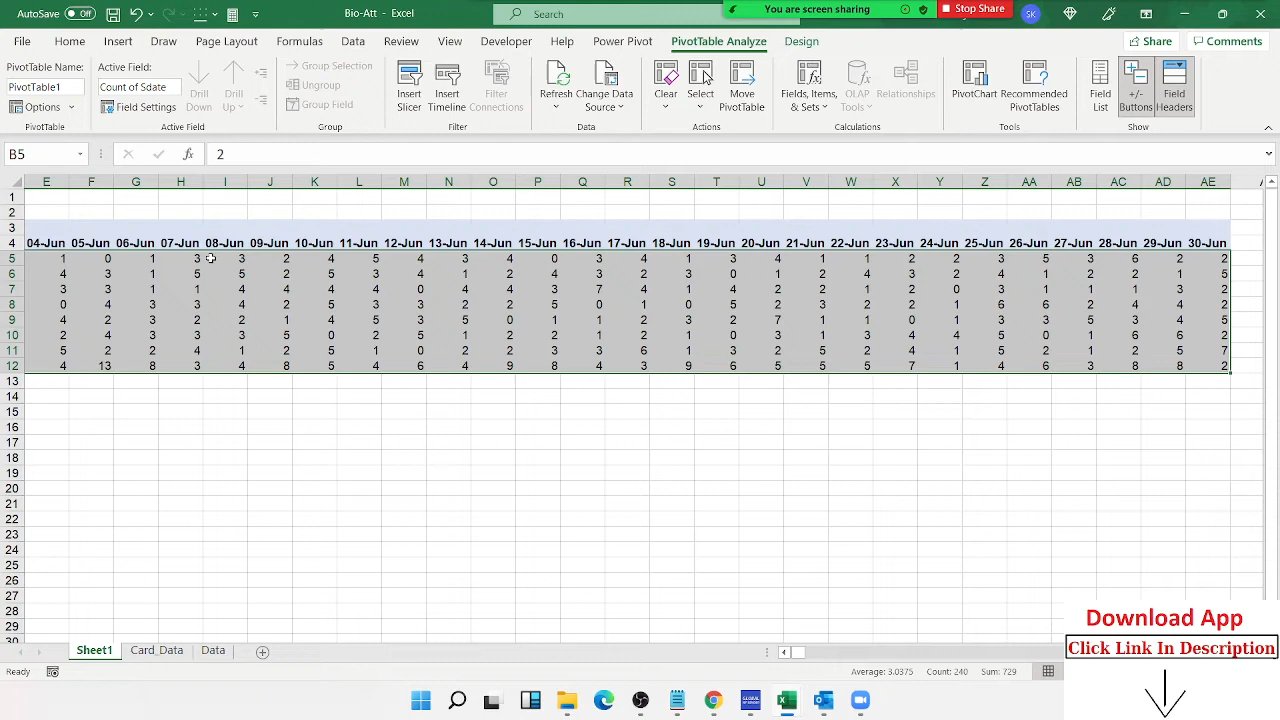 AutoSave Off Bio-Art - Excel Search You are screen sharing Stop Share SK
File Home Insert Draw Page Layout Formulas Data Review View Developer Help Power Pivot PivotTable Analyze Design Share Comments
PivotTable Name: Active Field: Group Selection
PivotTable1 Count of Sdate Drill Down Drill Up Ungroup Insert Slicer Insert Timeline Filter Connections Refresh Change Data Source Clear Select Move PivotTable Fields, Items, & Sets OLAP Tools Relationships PivotChart Recommended PivotTables Field List +/- Buttons Field Headers
Options Field Settings Group Field
PivotTable Active Field Group Filter Data Actions Calculations Tools Show
B5 fx 2
E F G H I J K L M N O P Q R S T U V W X Y Z AA AB AC AD AE
1
2
3
4 04-Jun 05-Jun 06-Jun 07-Jun 08-Jun 09-Jun 10-Jun 11-Jun 12-Jun 13-Jun 14-Jun 15-Jun 16-Jun 17-Jun 18-Jun 19-Jun 20-Jun 21-Jun 22-Jun 23-Jun 24-Jun 25-Jun 26-Jun 27-Jun 28-Jun 29-Jun 30-Jun
5 1 0 1 3 3 2 4 5 4 3 4 0 3 4 1 3 4 1 1 2 2 3 5 3 6 2 2
6 4 3 1 5 5 2 5 3 4 1 2 4 3 2 3 0 1 2 4 3 2 4 1 2 2 1 5
7 3 3 1 1 4 4 4 4 0 4 4 3 7 4 1 4 2 2 1 2 0 3 1 1 1 3 2
8 0 4 3 3 4 2 5 3 3 2 2 5 0 1 0 5 2 3 2 2 1 6 6 2 4 4 2
9 4 2 3 2 2 1 4 5 3 5 0 1 1 2 3 2 7 1 1 0 1 3 3 5 3 4 5
10 2 4 3 3 3 5 0 2 5 1 2 2 1 2 1 0 3 1 3 4 4 5 0 1 6 6 2
11 5 2 2 4 1 2 5 1 0 2 2 3 3 6 1 3 2 5 2 4 1 5 2 1 2 5 7
12 4 13 8 3 4 8 5 4 6 4 9 8 4 3 9 6 5 5 5 7 1 4 6 3 8 8 2
13
14
15
16
17
18
19
20
21
22
23
24
25
26
27
28
29
30
Download App
Click Link In Description
Sheet1 Card_Data Data
Ready Average: 3.0375 Count: 240 Sum: 729